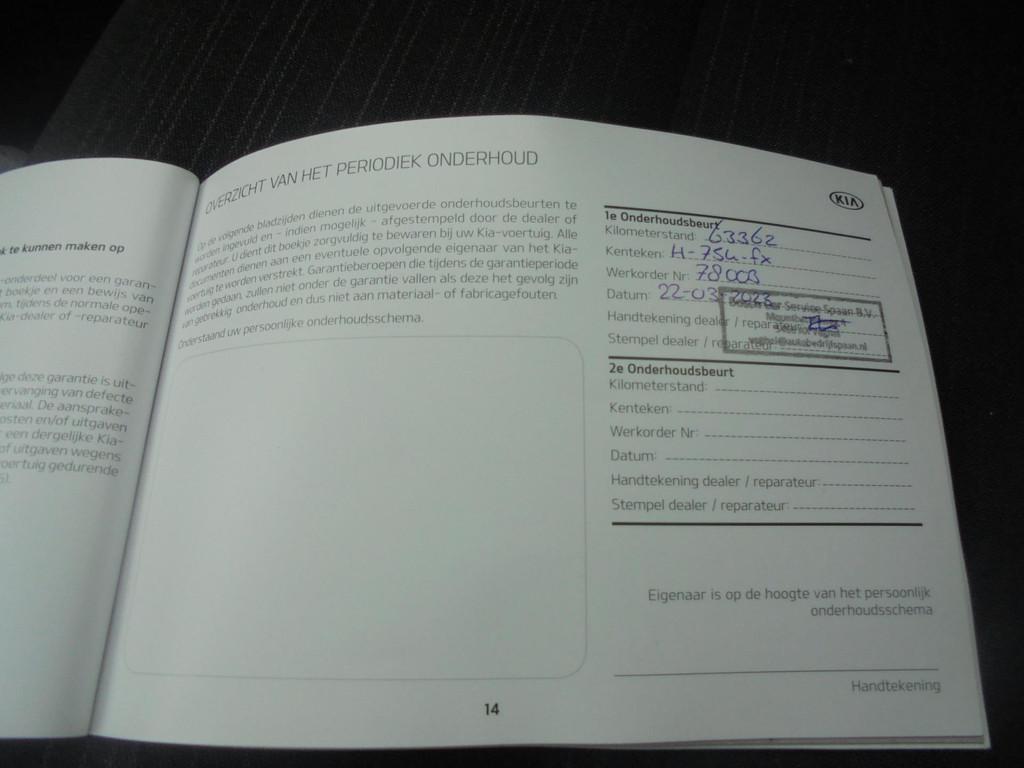 k te kunnen maken op
-onderdeel voor een garan-
t boekje en een bewijs van
n, tijdens de normale ope-
Kia-dealer of -reparateur
lge deze garantie is uit-
ervanging van defecte
eriaal. De aansprake-
osten en/of uitgaven
r een dergelijke Kia-
of uitgaven wegens
oertuig gedurende
5).
OVERZICHT VAN HET PERIODIEK ONDERHOUD
Op de volgende bladzijden dienen de uitgevoerde onderhoudsbeurten te
worden ingevuld en - indien mogelijk - afgestempeld door de dealer of
reparateur. U dient dit boekje zorgvuldig te bewaren bij uw Kia-voertuig. Alle
documenten dienen aan een eventuele opvolgende eigenaar van het Kia-
voertuig te worden verstrekt. Garantieberoepen die tijdens de garantieperiode
worden gedaan, zullen niet onder de garantie vallen als deze het gevolg zijn
van gebrekkig onderhoud en dus niet aan materiaal- of fabricagefouten.
Onderstaand uw persoonlijke onderhoudsschema.
14
KIA
1e Onderhoudsbeurt
Kilometerstand: 63362
Kenteken: H-754-fx
Werkorder Nr: 78003
Datum: 22-03-2023
Handtekening dealer / reparateur:
Stempel dealer / reparateur:
Service Spaan B.V.
@autobedrijfspaan.nl
2e Onderhoudsbeurt
Kilometerstand:
Kenteken:
Werkorder Nr:
Datum:
Handtekening dealer / reparateur:
Stempel dealer / reparateur:
Eigenaar is op de hoogte van het persoonlijk
onderhoudsschema
Handtekening